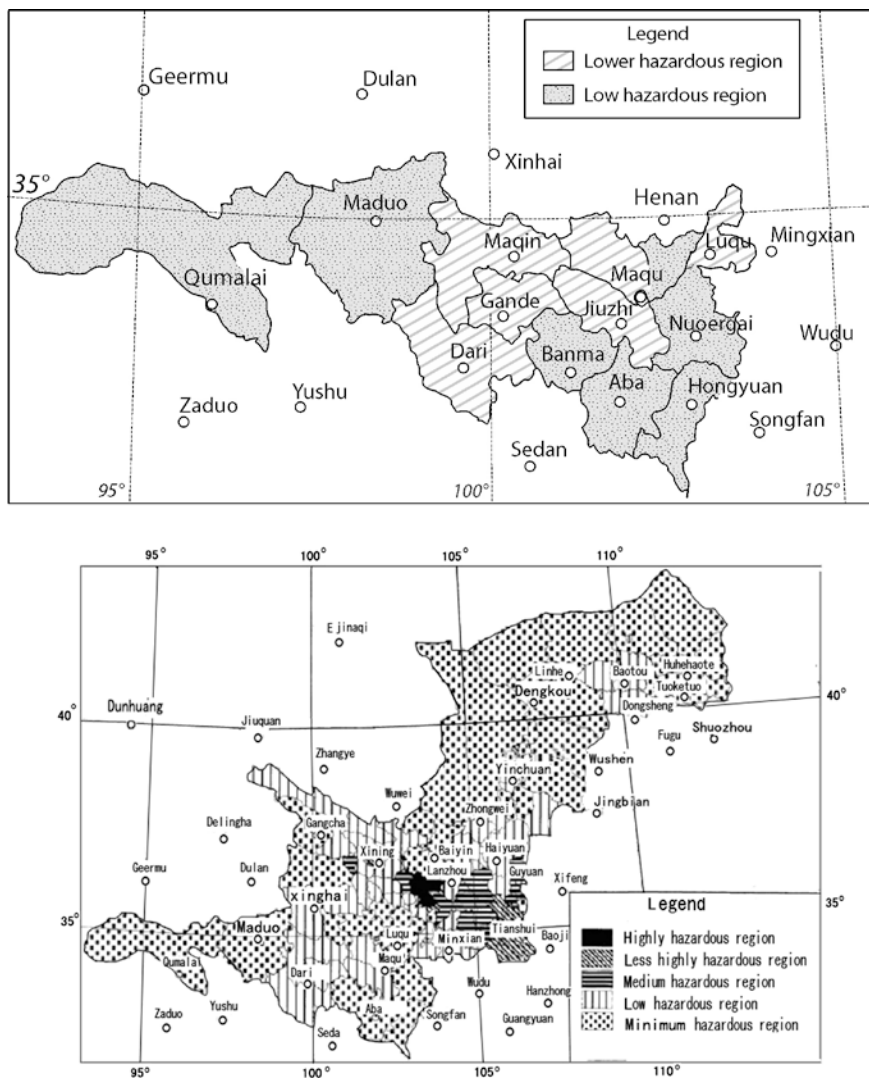 Legend
Lower hazardous region
Low hazardous region
Geermu
Dulan
Xinhai
35°
Henan
Maduo
Maqin
Luqu
Mingxian
Qumalai
Maqu
Gande
Jiuzhi
Nuoergai
Wudu
Dari
Banma
Aba
Hongyuan
Zaduo
Yushu
Songfan
Sedan
95°
100°
105°
95°
100°
105°
110°
Ejinaqi
Linhe
Baotou
Huhehaote
Dengkou
Tuoketuo
40°
Dunhuang
Jiuquan
Dongsheng
40°
Fugu
Shuozhou
Zhangye
Yinchuan
Wushen
Wuwei
Zhongwei
Jingbian
Delingha
Gangcha
Xining
Baiyin
Haiyuan
Geermu
Dulan
Lanzhou
Guyuan
Xifeng
35°
xinghai
Legend
35°
Maduo
Luqu
Minxian
Tianshui
Baoji
Highly hazardous region
Qumalai
Maqu
Less highly hazardous region
Dari
Wudu
Hanzhong
Medium hazardous region
Zaduo
Yushu
Aba
Songfan
Guangyuan
Low hazardous region
Seda
Minimum hazardous region
95°
100°
105°
110°